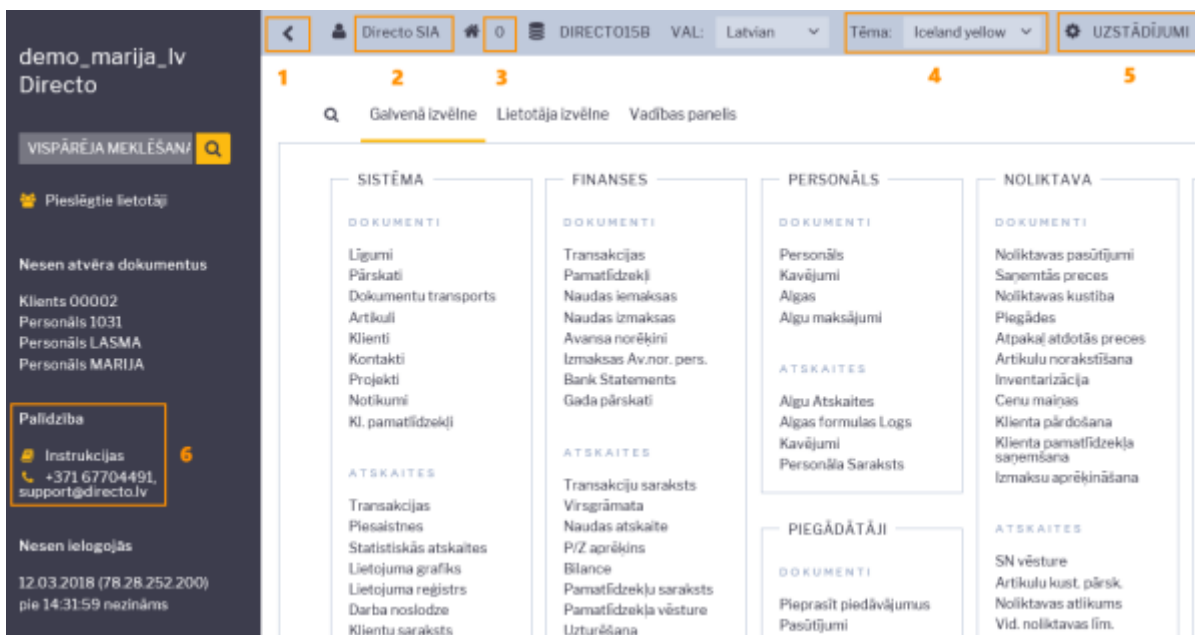 demo_marija_lv
Directo
VISPĀRĒJA MEKLĒŠANA
Pieslēgtie lietotāji
Nesen atvēra dokumentus
Klients 00002
Personāls 1031
Personāls LASMA
Personāls MARIJA
Palīdzība
Instrukcijas
+371 67704491,
support@directo.lv
6
Nesen ielogojās
12.03.2018 (78.28.252.200)
pie 14:31:59 nezināms
Directo SIA 0 DIRECTO15B VAL: Latvian Tēma: Iceland yellow UZSTĀDĪJUMI
1 2 3 4 5
Galvenā izvēlne Lietotāja izvēlne Vadības panelis
SISTĒMA
DOKUMENTI
Līgumi
Pārskati
Dokumentu transports
Artikuli
Klienti
Kontakti
Projekti
Notikumi
Kl. pamatlīdzekļi
ATSKAITES
Transakcijas
Piesaistnes
Statistiskās atskaites
Lietojuma grafiks
Lietojuma reģistrs
Darba noslodze
Klientu saraksts
FINANSES
DOKUMENTI
Transakcijas
Pamatlīdzekļi
Naudas iemaksas
Naudas izmaksas
Avansa norēķini
Izmaksas Av.nor. pers.
Bank Statements
Gada pārskati
ATSKAITES
Transakciju saraksts
Virsgrāmata
Naudas atskaite
P/Z aprēķins
Bilance
Pamatlīdzekļu saraksts
Pamatlīdzekļa vēsture
Uzturēšana
PERSONĀLS
DOKUMENTI
Personāls
Kavējumi
Algas
Algu maksājumi
ATSKAITES
Algu Atskaites
Algas formulas Logs
Kavējumi
Personāla Saraksts
PIEGĀDĀTĀJI
DOKUMENTI
Pieprasīt piedāvājumus
Pasūtījumi
NOLIKTAVA
DOKUMENTI
Noliktavas pasūtījumi
Saņemtās preces
Noliktavas kustība
Piegādes
Atpakaļ atdotās preces
Artikulu norakstīšana
Inventarizācija
Cenu maiņas
Klienta pārdošana
Klienta pamatlīdzekļa
saņemšana
Izmaksu aprēķināšana
ATSKAITES
SN vēsture
Artikulu kust. pārsk.
Noliktavas atlikums
Vid. noliktavas līm.